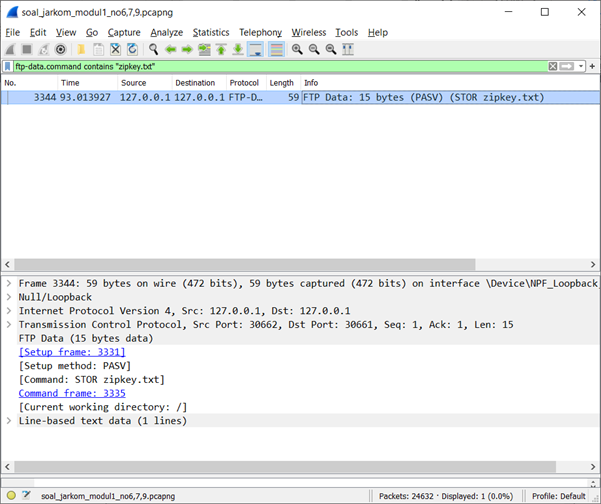 soal_jarkom_modul1_no6,7,9.pcapng
File Edit View Go Capture Analyze Statistics Telephony Wireless Tools Help
ftp-data.command contains "zipkey.txt"
No. Time Source Destination Protocol Length Info
3344 93.013927 127.0.0.1 127.0.0.1 FTP-D… 59 FTP Data: 15 bytes (PASV) (STOR zipkey.txt)
Frame 3344: 59 bytes on wire (472 bits), 59 bytes captured (472 bits) on interface \Device\NPF_Loopback,
Null/Loopback
Internet Protocol Version 4, Src: 127.0.0.1, Dst: 127.0.0.1
Transmission Control Protocol, Src Port: 30662, Dst Port: 30661, Seq: 1, Ack: 1, Len: 15
FTP Data (15 bytes data)
[Setup frame: 3331]
[Setup method: PASV]
[Command: STOR zipkey.txt]
Command frame: 3335
[Current working directory: /]
Line-based text data (1 lines)
soal_jarkom_modul1_no6,7,9.pcapng Packets: 24632 · Displayed: 1 (0.0%) Profile: Default